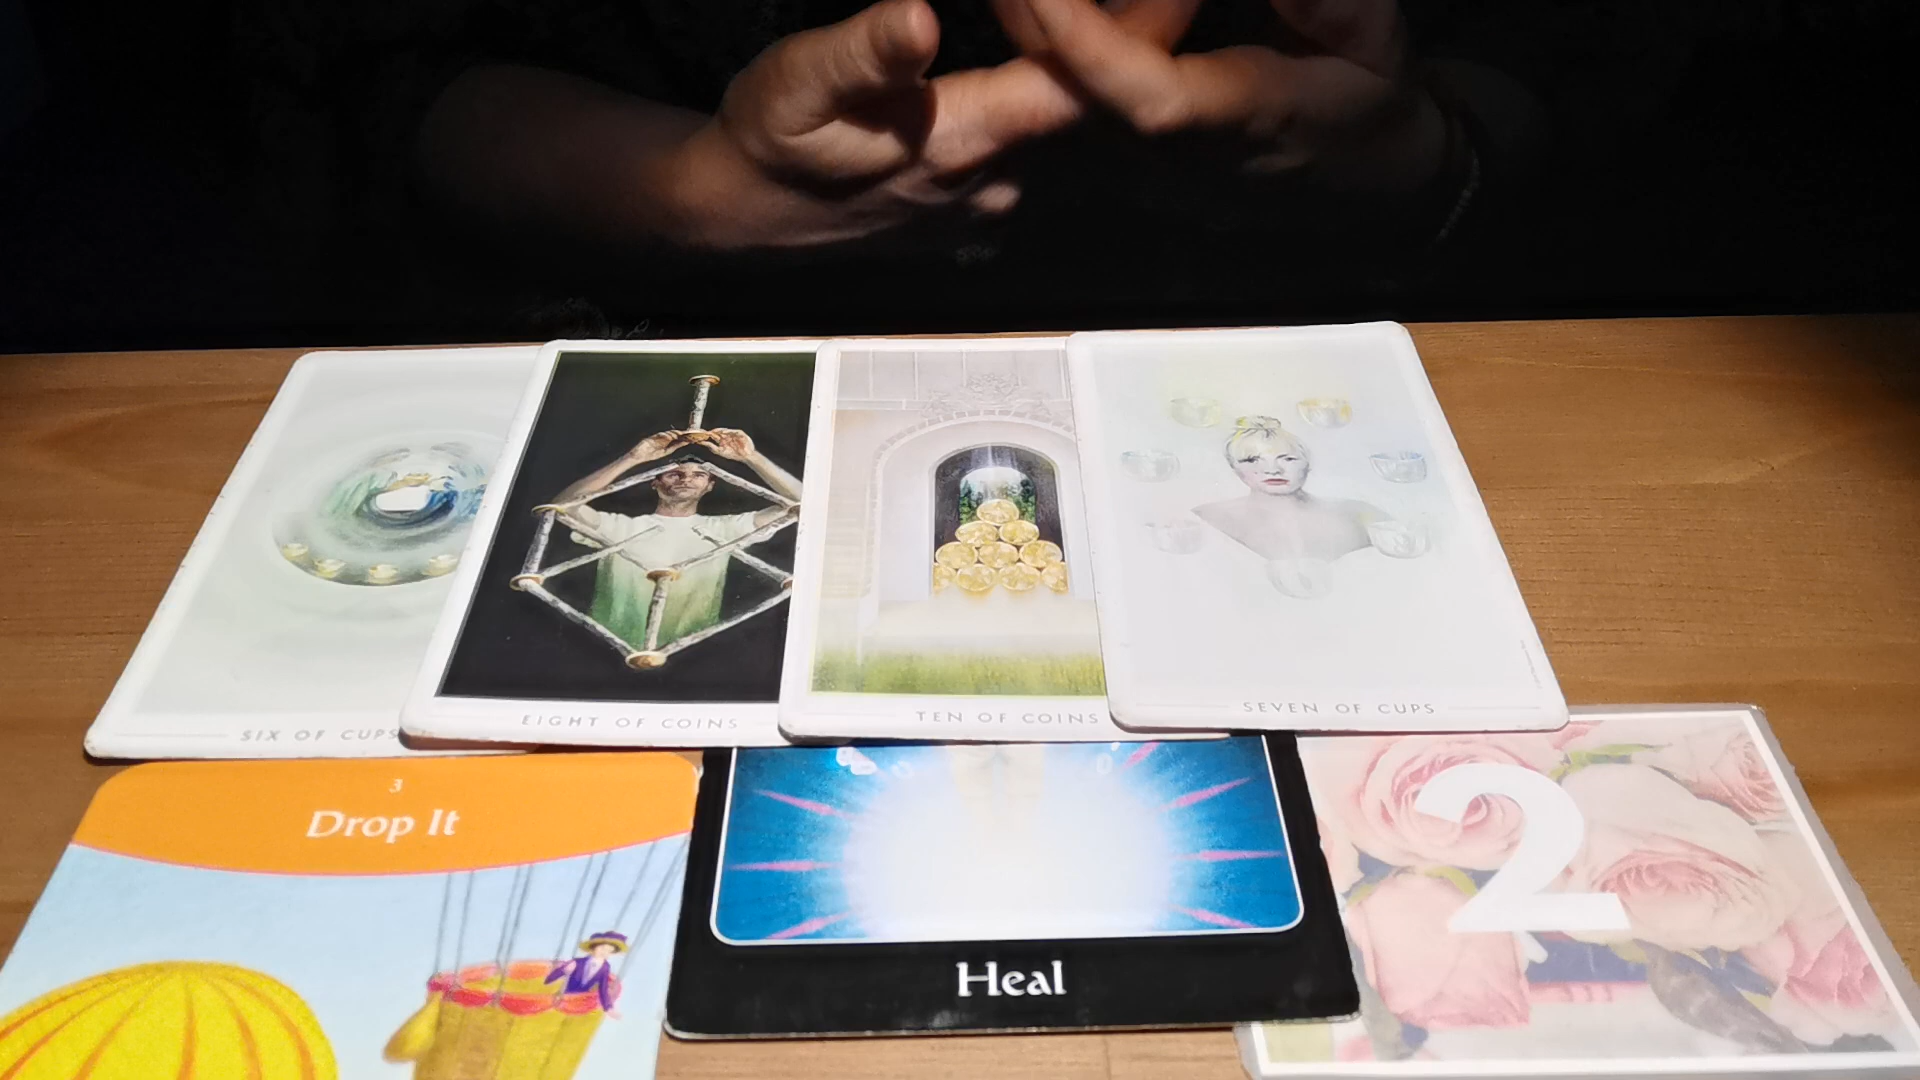 SIX OF CUPS
EIGHT OF COINS
TEN OF COINS
SEVEN OF CUPS
3
Drop It
Heal
2